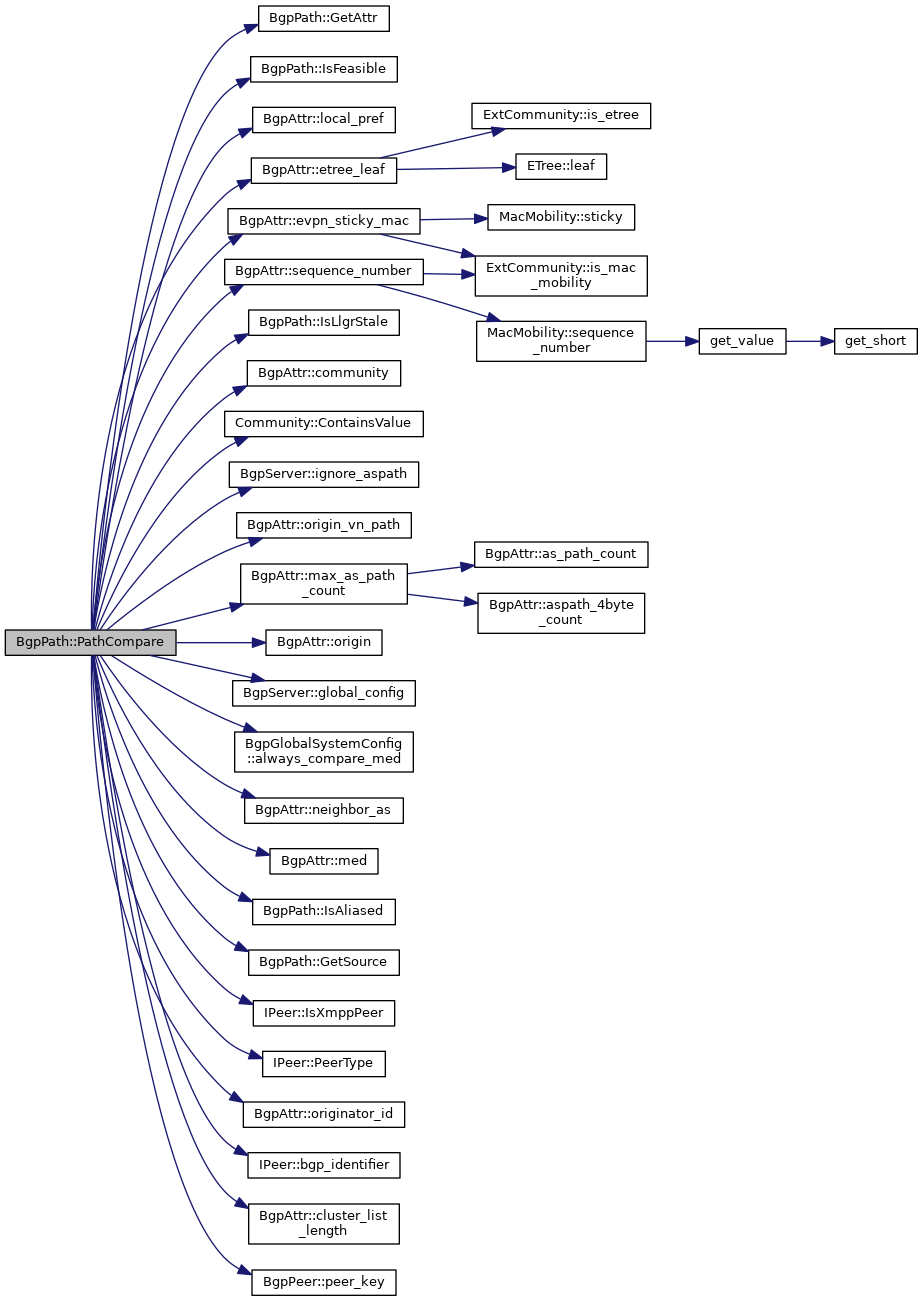 BgpPath::GetAttr
BgpPath::IsFeasible
BgpAttr::local_pref
ExtCommunity::is_etree
BgpAttr::etree_leaf
ETree::leaf
BgpAttr::evpn_sticky_mac
MacMobility::sticky
BgpAttr::sequence_number
ExtCommunity::is_mac
_mobility
BgpPath::IsLlgrStale
MacMobility::sequence
_number
get_value
get_short
BgpAttr::community
Community::ContainsValue
BgpServer::ignore_aspath
BgpAttr::origin_vn_path
BgpAttr::max_as_path
_count
BgpAttr::as_path_count
BgpAttr::aspath_4byte
_count
BgpPath::PathCompare
BgpAttr::origin
BgpServer::global_config
BgpGlobalSystemConfig
::always_compare_med
BgpAttr::neighbor_as
BgpAttr::med
BgpPath::IsAliased
BgpPath::GetSource
IPeer::IsXmppPeer
IPeer::PeerType
BgpAttr::originator_id
IPeer::bgp_identifier
BgpAttr::cluster_list
_length
BgpPeer::peer_key